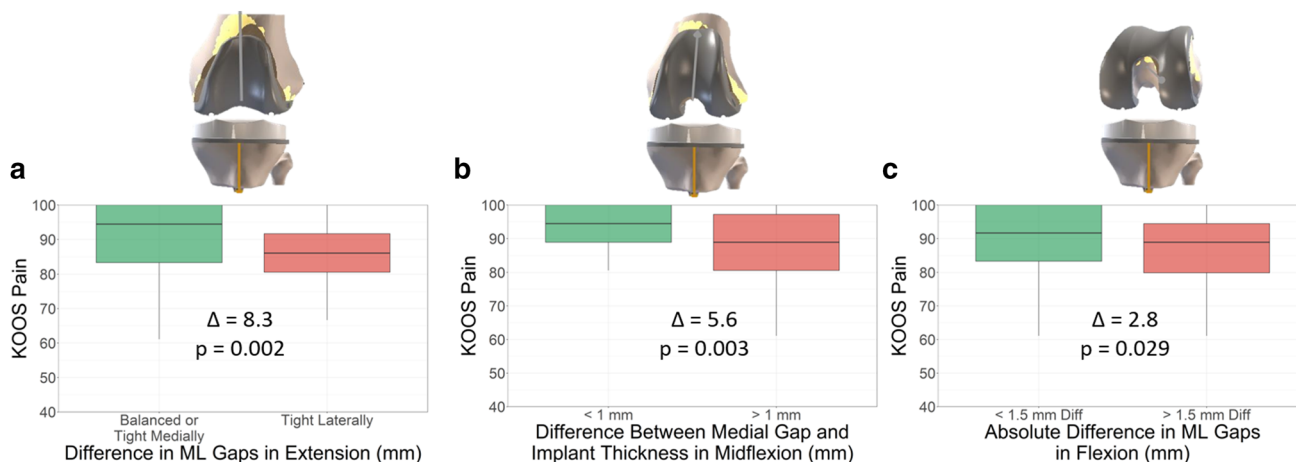 a
KOOS Pain
100
90
80
70
60
50
40
Δ = 8.3
p = 0.002
Balanced or
Tight Medially
Tight Laterally
Difference in ML Gaps in Extension (mm)
b
KOOS Pain
100
90
80
70
60
50
40
Δ = 5.6
p = 0.003
< 1 mm
> 1 mm
Difference Between Medial Gap and
Implant Thickness in Midflexion (mm)
c
KOOS Pain
100
90
80
70
60
50
40
Δ = 2.8
p = 0.029
< 1.5 mm Diff
> 1.5 mm Diff
Absolute Difference in ML Gaps
in Flexion (mm)